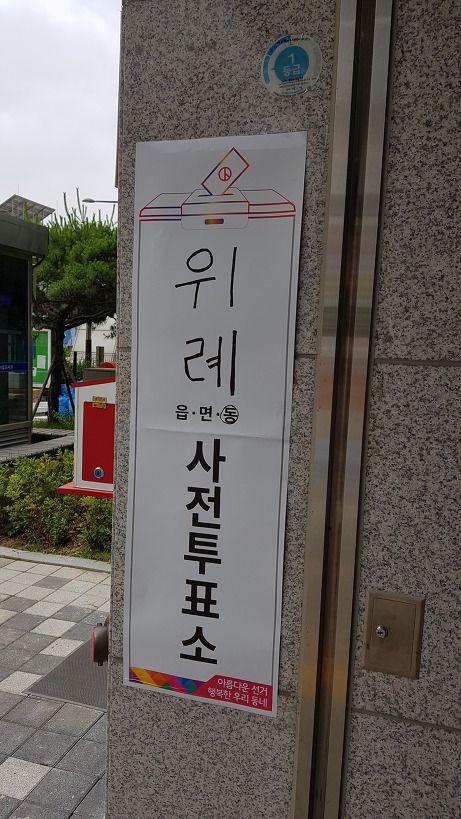 1
등급
위
례
읍·면·동
사전투표소
아름다운 선거
행복한 우리 동네